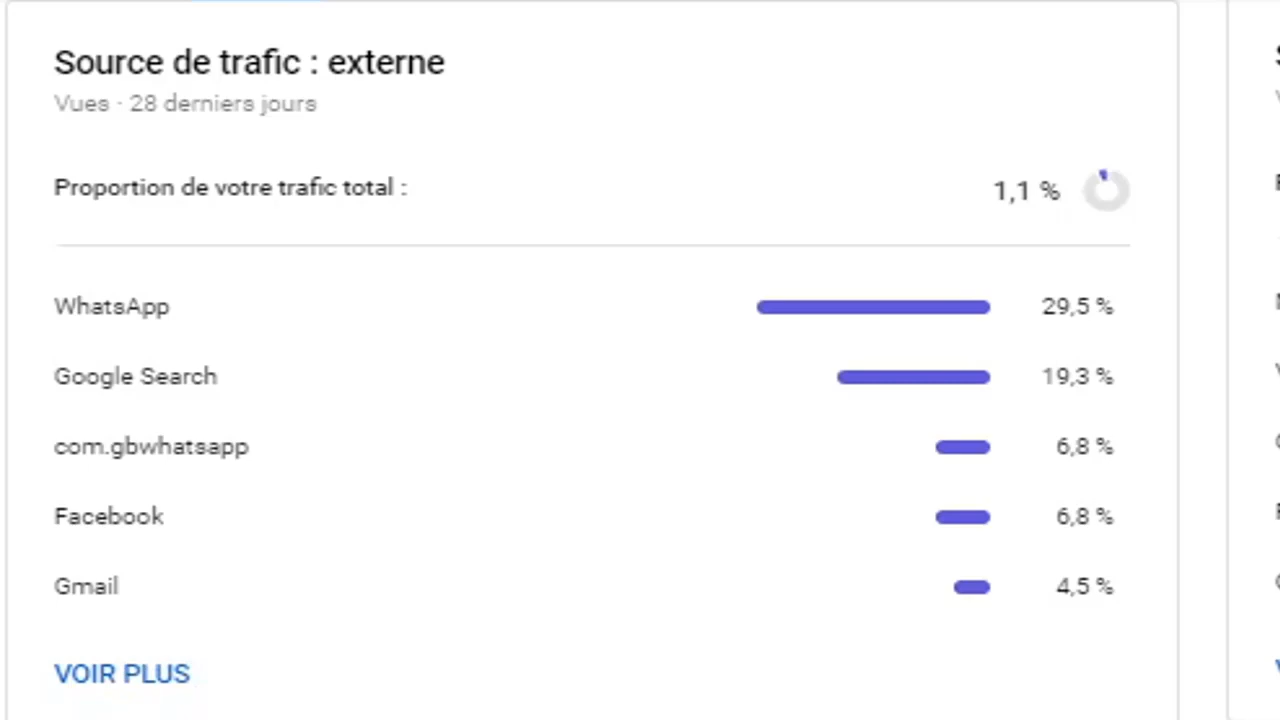 Source de trafic : externe
Vues · 28 derniers jours
Proportion de votre trafic total :
1,1 %
WhatsApp 29,5 %
Google Search 19,3 %
com.gbwhatsapp 6,8 %
Facebook 6,8 %
Gmail 4,5 %
VOIR PLUS